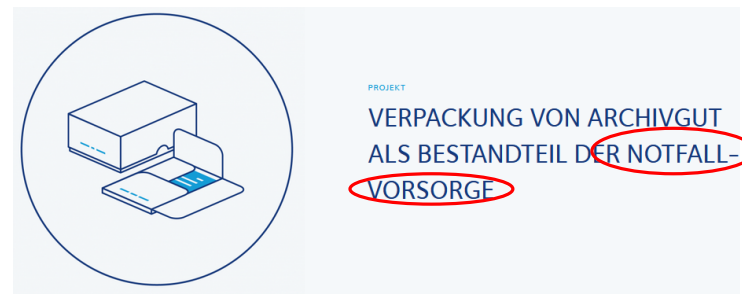 PROJEKT
VERPACKUNG VON ARCHIVGUT
ALS BESTANDTEIL DER NOTFALL-
VORSORGE